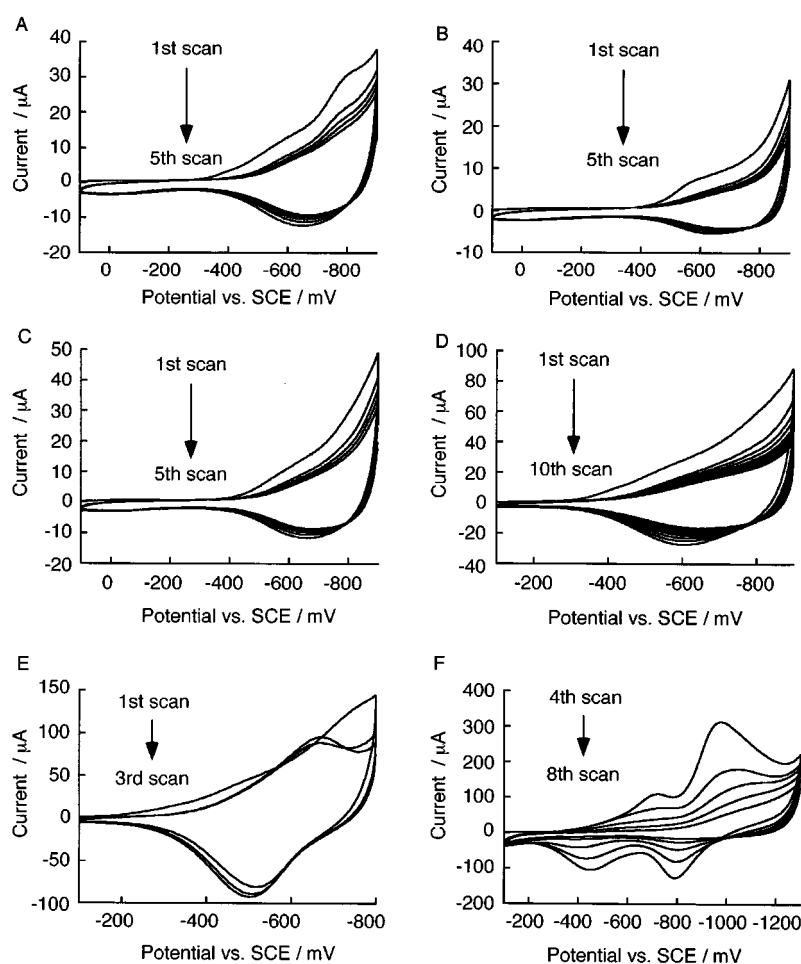 A
Current / µA
40
30
20
10
0
-10
-20
1st scan
5th scan
0 -200 -400 -600 -800
Potential vs. SCE / mV
B
Current / µA
40
30
20
10
0
-10
1st scan
5th scan
0 -200 -400 -600 -800
Potential vs. SCE / mV
C
Current / µA
50
40
30
20
10
0
-10
-20
1st scan
5th scan
0 -200 -400 -600 -800
Potential vs. SCE / mV
D
Current / µA
100
80
60
40
20
0
-20
-40
1st scan
10th scan
-200 -400 -600 -800
Potential vs. SCE / mV
E
Current / µA
150
100
50
0
-50
-100
1st scan
3rd scan
-200 -400 -600 -800
Potential vs. SCE / mV
F
Current / µA
400
300
200
100
0
-100
-200
4th scan
8th scan
-200 -400 -600 -800 -1000 -1200
Potential vs. SCE / mV